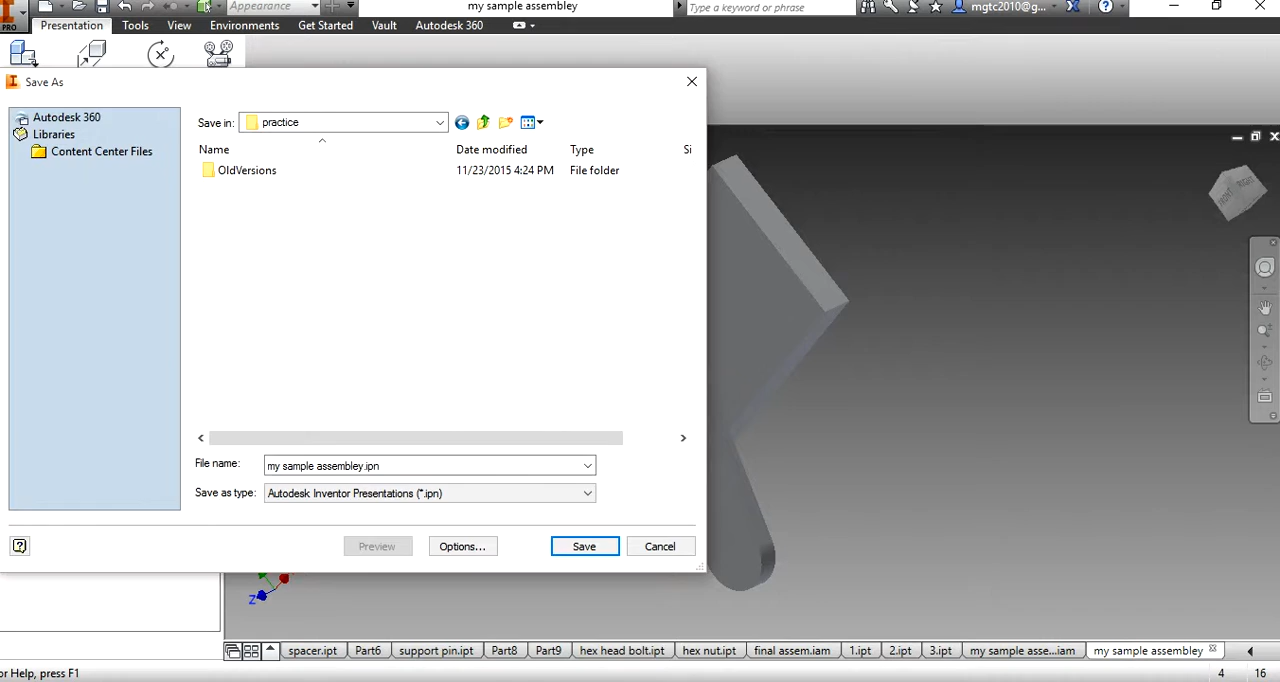 Appearance
my sample assembley
Type a keyword or phrase
mgtc2010@g...
PRO
Presentation Tools View Environments Get Started Vault Autodesk 360
Save As
Autodesk 360
Libraries
Content Center Files
Save in: practice
Name Date modified Type Si
OldVersions 11/23/2015 4:24 PM File folder
FRONT RIGHT
File name: my sample assembley.ipn
Save as type: Autodesk Inventor Presentations (*.ipn)
Preview Options... Save Cancel
Z
spacer.ipt Part6 support pin.ipt Part8 Part9 hex head bolt.ipt hex nut.ipt final assem.iam 1.ipt 2.ipt 3.ipt my sample asse...iam my sample assembley
or Help, press F1 4 16